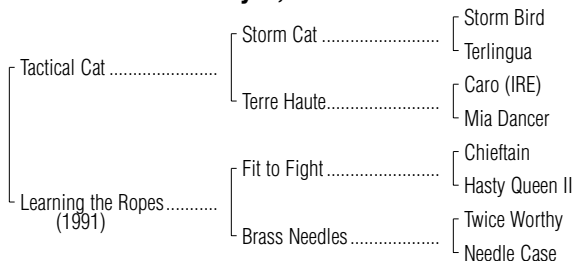 Storm Bird
Storm Cat ........................
Terlingua
Tactical Cat ......................
Caro (IRE)
Terre Haute.......................
Mia Dancer
Chieftain
Fit to Fight .......................
Hasty Queen II
Learning the Ropes...........
(1991)
Twice Worthy
Brass Needles ..................
Needle Case